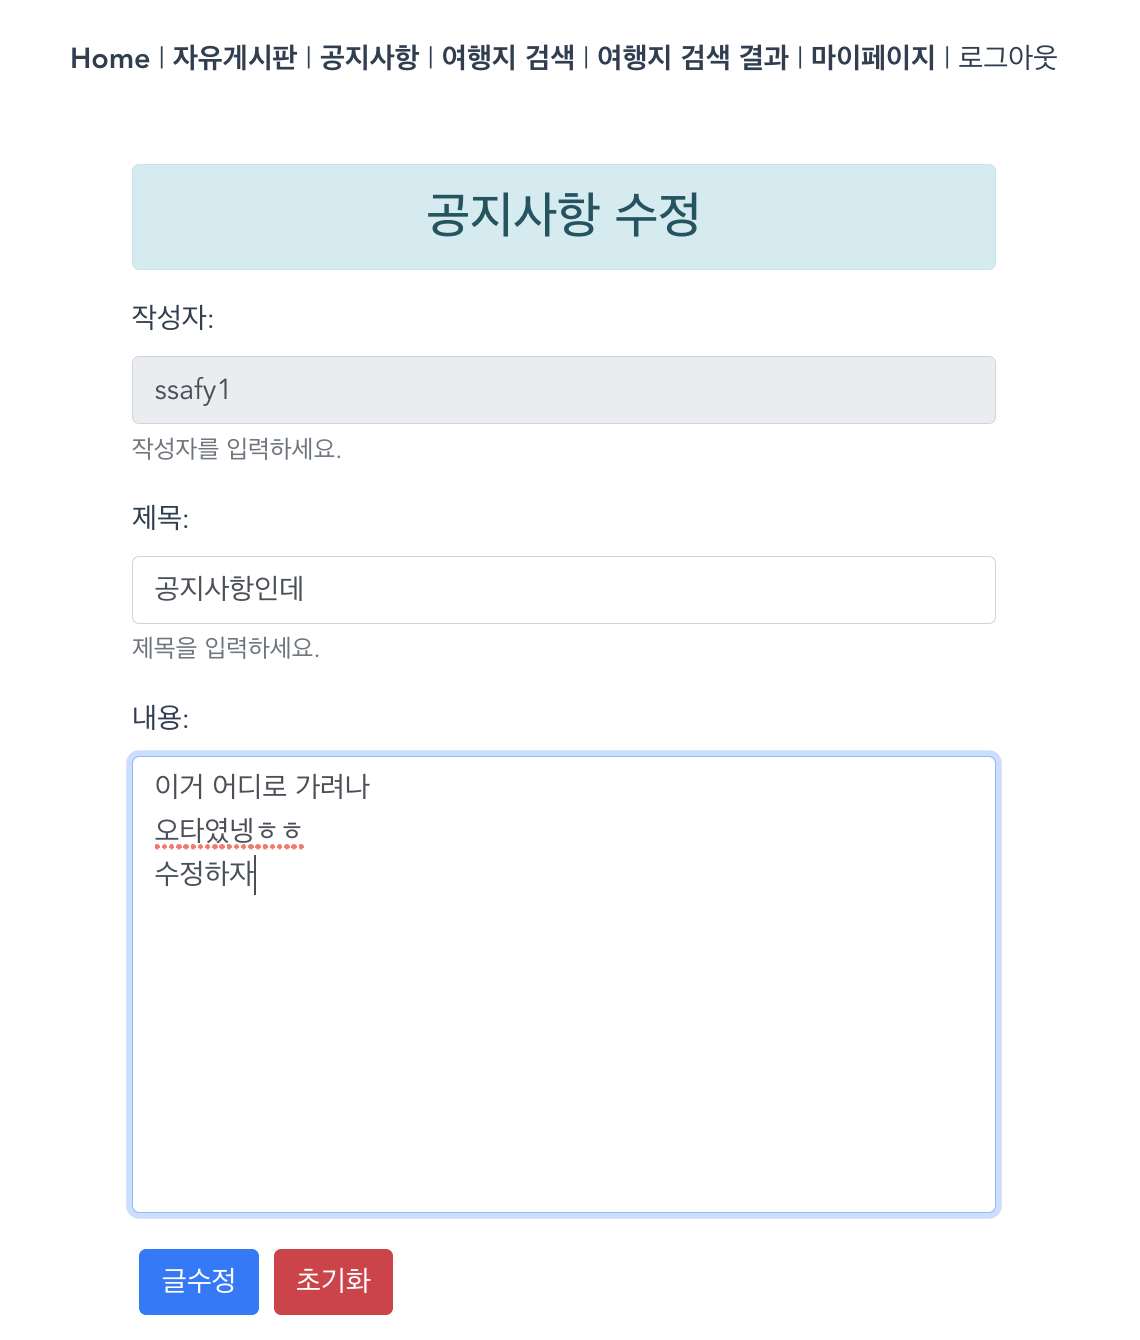 Home | 자유게시판 | 공지사항 | 여행지 검색 | 여행지 검색 결과 | 마이페이지 | 로그아웃
공지사항 수정
작성자:
ssafy1
작성자를 입력하세요.
제목:
공지사항인데
제목을 입력하세요.
내용:
이거 어디로 가려나
오타였넹ㅎㅎ
수정하자
글수정 초기화